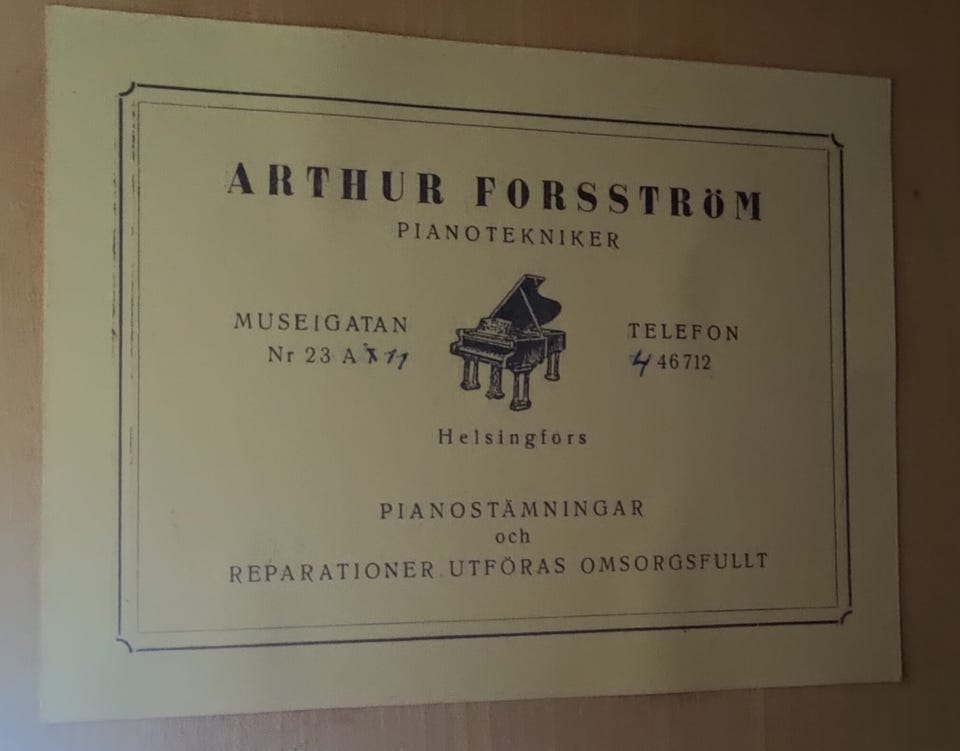 ARTHUR FORSSTRÖM
PIANOTEKNIKER
MUSEIGATAN
Nr 23 A 11
TELEFON
4 46712
Helsingfors
PIANOSTÄMNINGAR
och
REPARATIONER UTFÖRAS OMSORGSFULLT